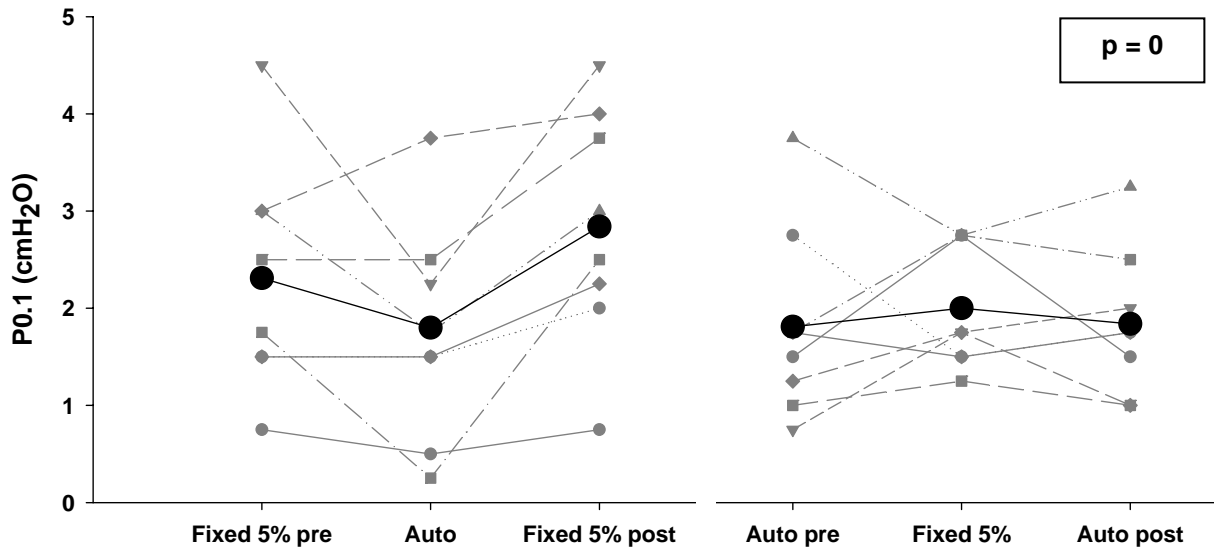 p = 0
5
4
3
2
1
0
P0.1 (cmH₂O)
Fixed 5% pre Auto Fixed 5% post Auto pre Fixed 5% Auto post